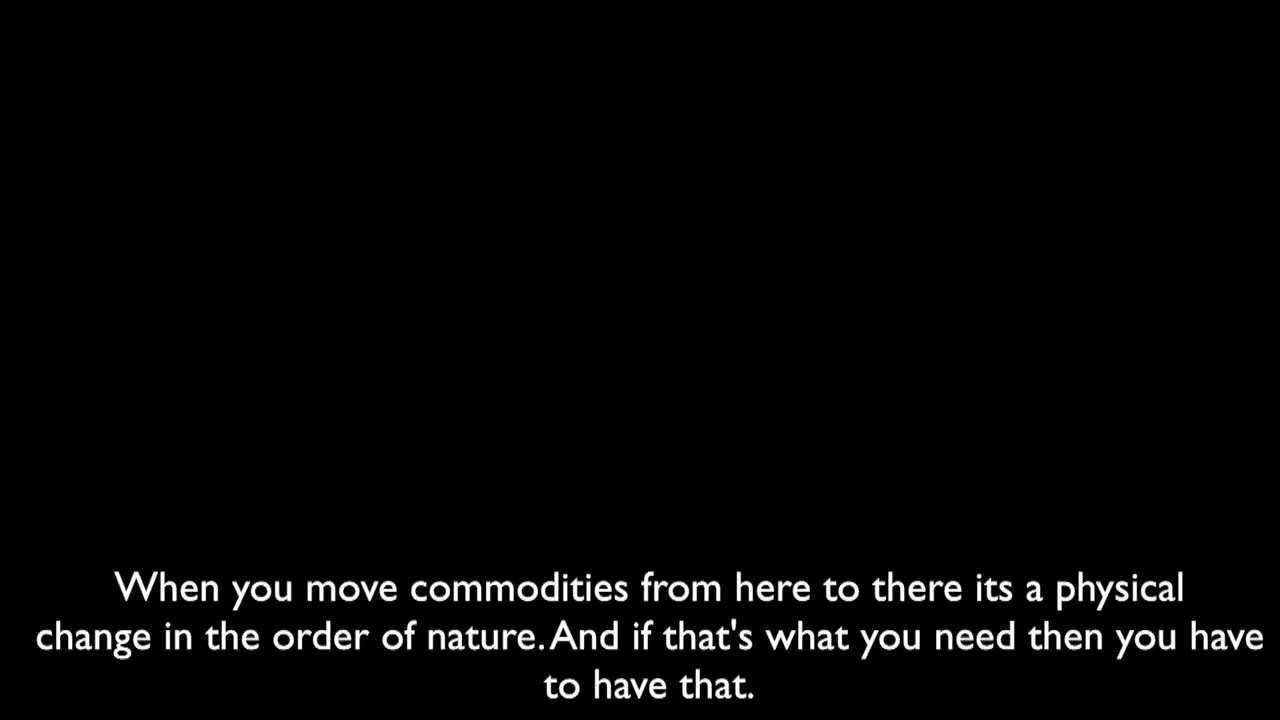 When you move commodities from here to there its a physical
change in the order of nature. And if that's what you need then you have
to have that.